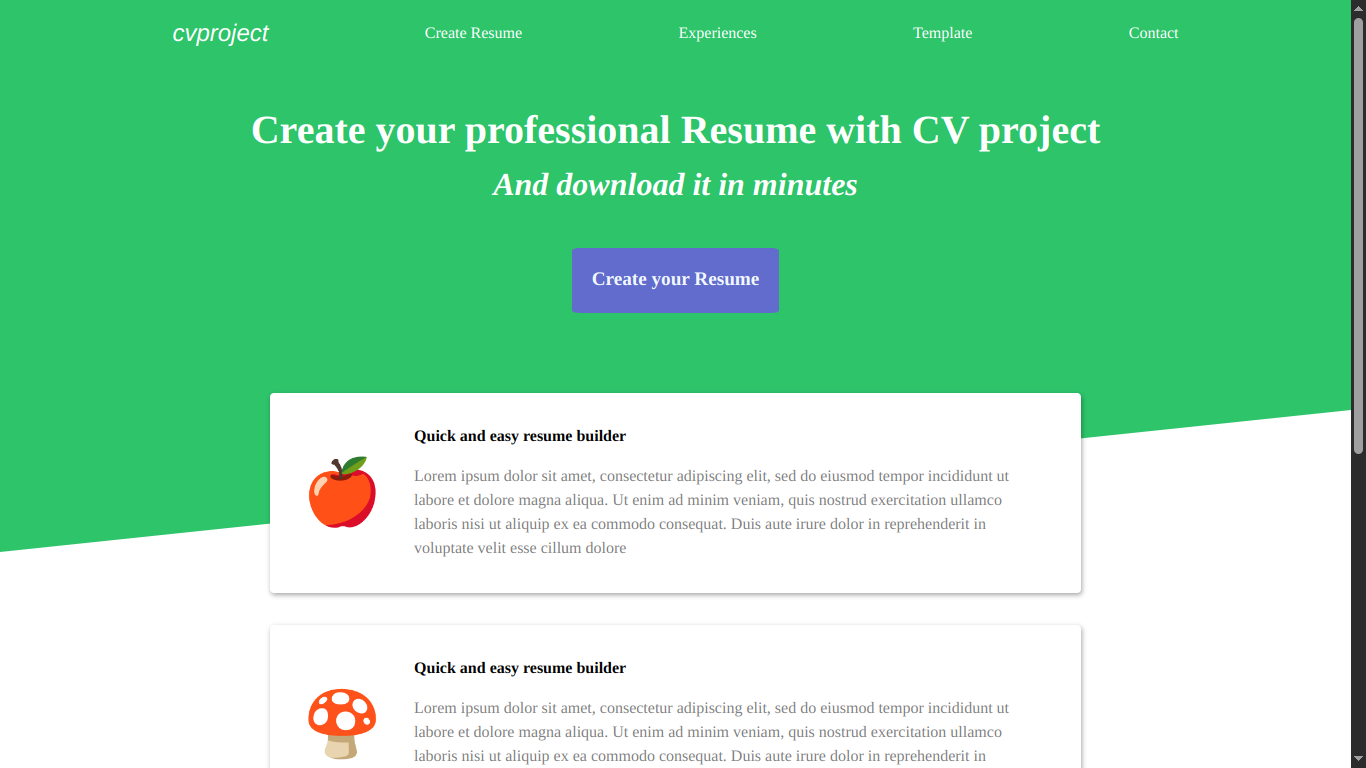 cvproject
Create Resume
Experiences
Template
Contact
Create your professional Resume with CV project
And download it in minutes
Create your Resume
Quick and easy resume builder
Lorem ipsum dolor sit amet, consectetur adipiscing elit, sed do eiusmod tempor incididunt ut
labore et dolore magna aliqua. Ut enim ad minim veniam, quis nostrud exercitation ullamco
laboris nisi ut aliquip ex ea commodo consequat. Duis aute irure dolor in reprehenderit in
voluptate velit esse cillum dolore
Quick and easy resume builder
Lorem ipsum dolor sit amet, consectetur adipiscing elit, sed do eiusmod tempor incididunt ut
labore et dolore magna aliqua. Ut enim ad minim veniam, quis nostrud exercitation ullamco
laboris nisi ut aliquip ex ea commodo consequat. Duis aute irure dolor in reprehenderit in